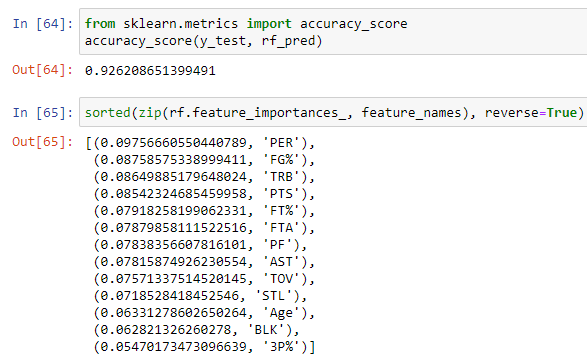 In [64]: from sklearn.metrics import accuracy_score
accuracy_score(y_test, rf_pred)
Out[64]: 0.926208651399491
In [65]: sorted(zip(rf.feature_importances_, feature_names), reverse=True)
Out[65]: [(0.09756660550440789, 'PER'),
(0.08758575338999411, 'FG%'),
(0.08649885179648024, 'TRB'),
(0.08542324685459958, 'PTS'),
(0.07918258199062331, 'FT%'),
(0.07879858111522516, 'FTA'),
(0.07838356607816101, 'PF'),
(0.07815874926230554, 'AST'),
(0.07571337514520145, 'TOV'),
(0.0718528418452546, 'STL'),
(0.06331278602650264, 'Age'),
(0.062821326260278, 'BLK'),
(0.05470173473096639, '3P%')]